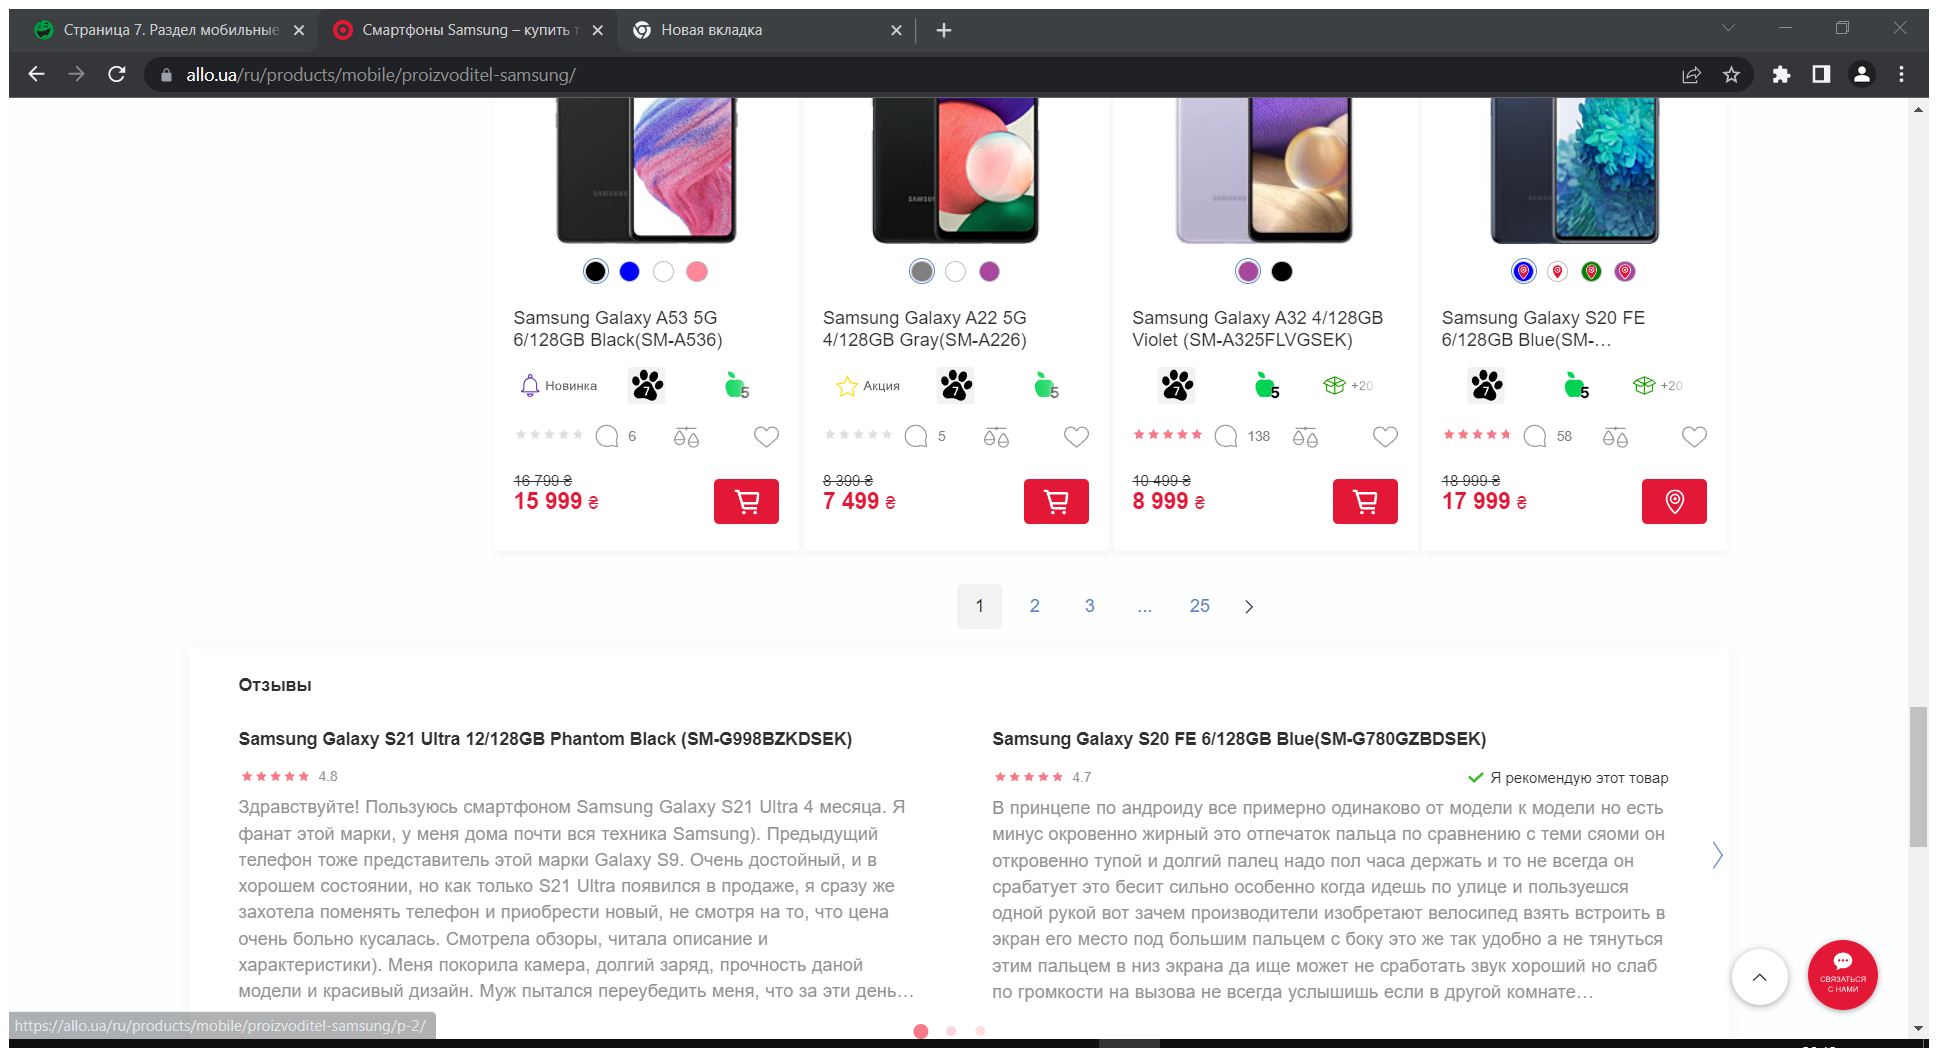 Страница 7. Раздел мобильные
Смартфоны Samsung – купить т
Новая вкладка
allo.ua/ru/products/mobile/proizvoditel-samsung/
Samsung Galaxy A53 5G
6/128GB Black(SM-A536)
Новинка
7
5
6
16 799 ₴
15 999 ₴
Samsung Galaxy A22 5G
4/128GB Gray(SM-A226)
Акция
7
5
5
8 399 ₴
7 499 ₴
Samsung Galaxy A32 4/128GB
Violet (SM-A325FLVGSEK)
7
5
+20
138
10 499 ₴
8 999 ₴
Samsung Galaxy S20 FE
6/128GB Blue(SM-...
7
5
+20
58
18 999 ₴
17 999 ₴
1 2 3 ... 25
Отзывы
Samsung Galaxy S21 Ultra 12/128GB Phantom Black (SM-G998BZKDSEK)
4.8
Здравствуйте! Пользуюсь смартфоном Samsung Galaxy S21 Ultra 4 месяца. Я
фанат этой марки, у меня дома почти вся техника Samsung). Предыдущий
телефон тоже представитель этой марки Galaxy S9. Очень достойный, и в
хорошем состоянии, но как только S21 Ultra появился в продаже, я сразу же
захотела поменять телефон и приобрести новый, не смотря на то, что цена
очень больно кусалась. Смотрела обзоры, читала описание и
характеристики). Меня покорила камера, долгий заряд, прочность даной
модели и красивый дизайн. Муж пытался переубедить меня, что за эти день...
Samsung Galaxy S20 FE 6/128GB Blue(SM-G780GZBDSEK)
4.7
Я рекомендую этот товар
В принцепе по андроиду все примерно одинаково от модели к модели но есть
минус окровенно жирный это отпечаток пальца по сравнению с теми сяоми он
откровенно тупой и долгий палец надо пол часа держать и то не всегда он
срабатует это бесит сильно особенно когда идешь по улице и пользуешся
одной рукой вот зачем производители изобретают велосипед взять встроить в
экран его место под большим пальцем с боку это же так удобно а не тянуться
этим пальцем в низ экрана да ище может не сработать звук хороший но слаб
по громкости на вызова не всегда услышишь если в другой комнате...
СВЯЗАТЬСЯ
С НАМИ
https://allo.ua/ru/products/mobile/proizvoditel-samsung/p-2/